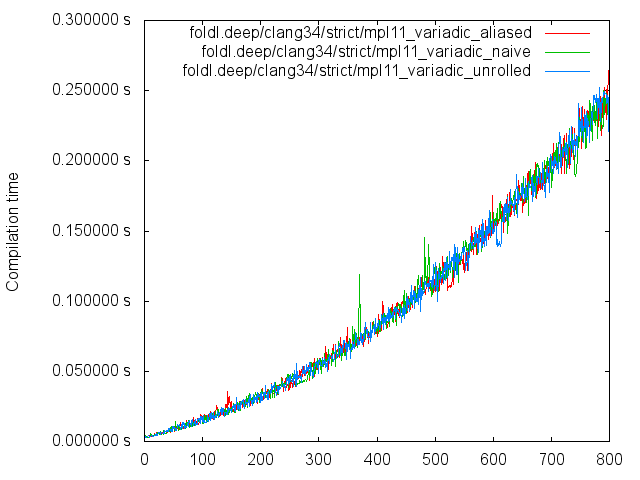 0.300000 s
foldl.deep/clang34/strict/mpl11_variadic_aliased
foldl.deep/clang34/strict/mpl11_variadic_naive
foldl.deep/clang34/strict/mpl11_variadic_unrolled
0.250000 s
0.200000 s
0.150000 s
0.100000 s
0.050000 s
0.000000 s
Compilation time
0 100 200 300 400 500 600 700 800